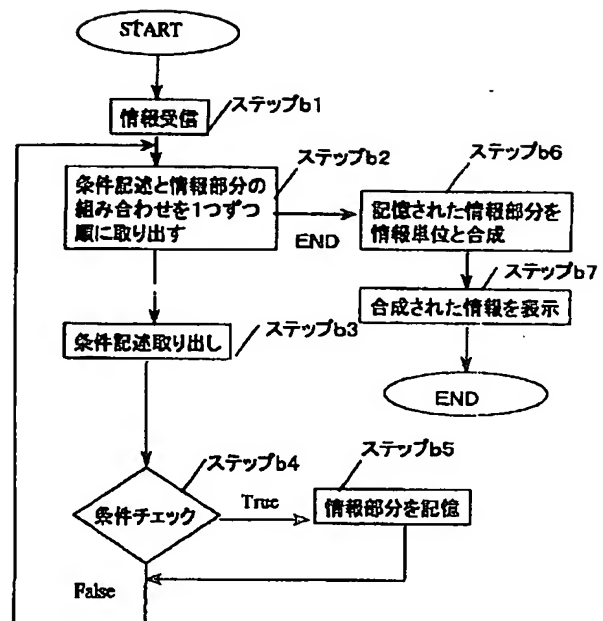 START
情報受信
ステップb1
条件記述と情報部分の
組み合わせを1つずつ
順に取り出す
ステップb2
END
ステップb6
記憶された情報部分を
情報単位と合成
ステップb7
合成された情報を表示
END
条件記述取り出し
ステップb3
ステップb4
条件チェック
True
ステップb5
情報部分を記憶
False